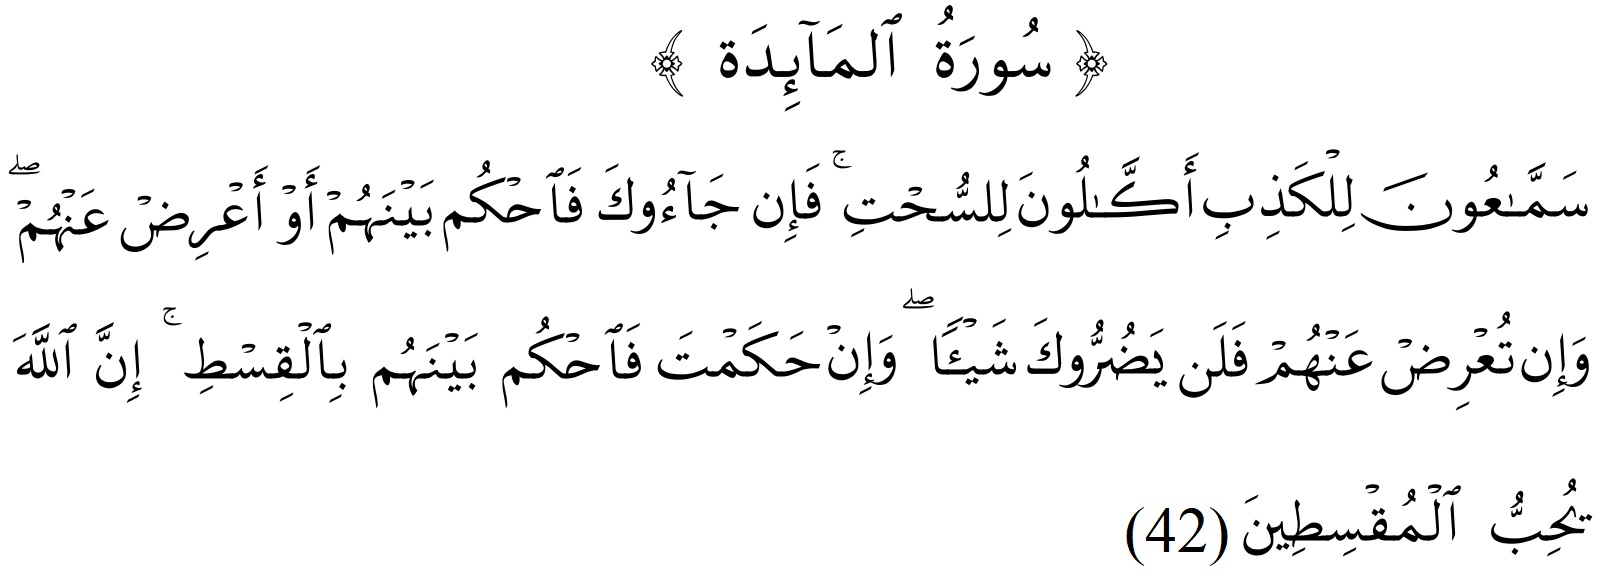 ﴿ سُورَةُ ٱلمَآئِدَة ﴾
سَمَّـٰعُونَ لِلْكَذِبِ أَكَّـٰلُونَ لِلسُّحْتِ ۚ فَإِن جَآءُوكَ فَٱحْكُم بَيْنَهُمْ أَوْ أَعْرِضْ عَنْهُمْ ۖ
وَإِن تُعْرِضْ عَنْهُمْ فَلَن يَضُرُّوكَ شَيْـًٔا ۖ وَإِنْ حَكَمْتَ فَٱحْكُم بَيْنَهُم بِٱلْقِسْطِ ۚ إِنَّ ٱللَّهَ
يُحِبُّ ٱلْمُقْسِطِينَ (42)